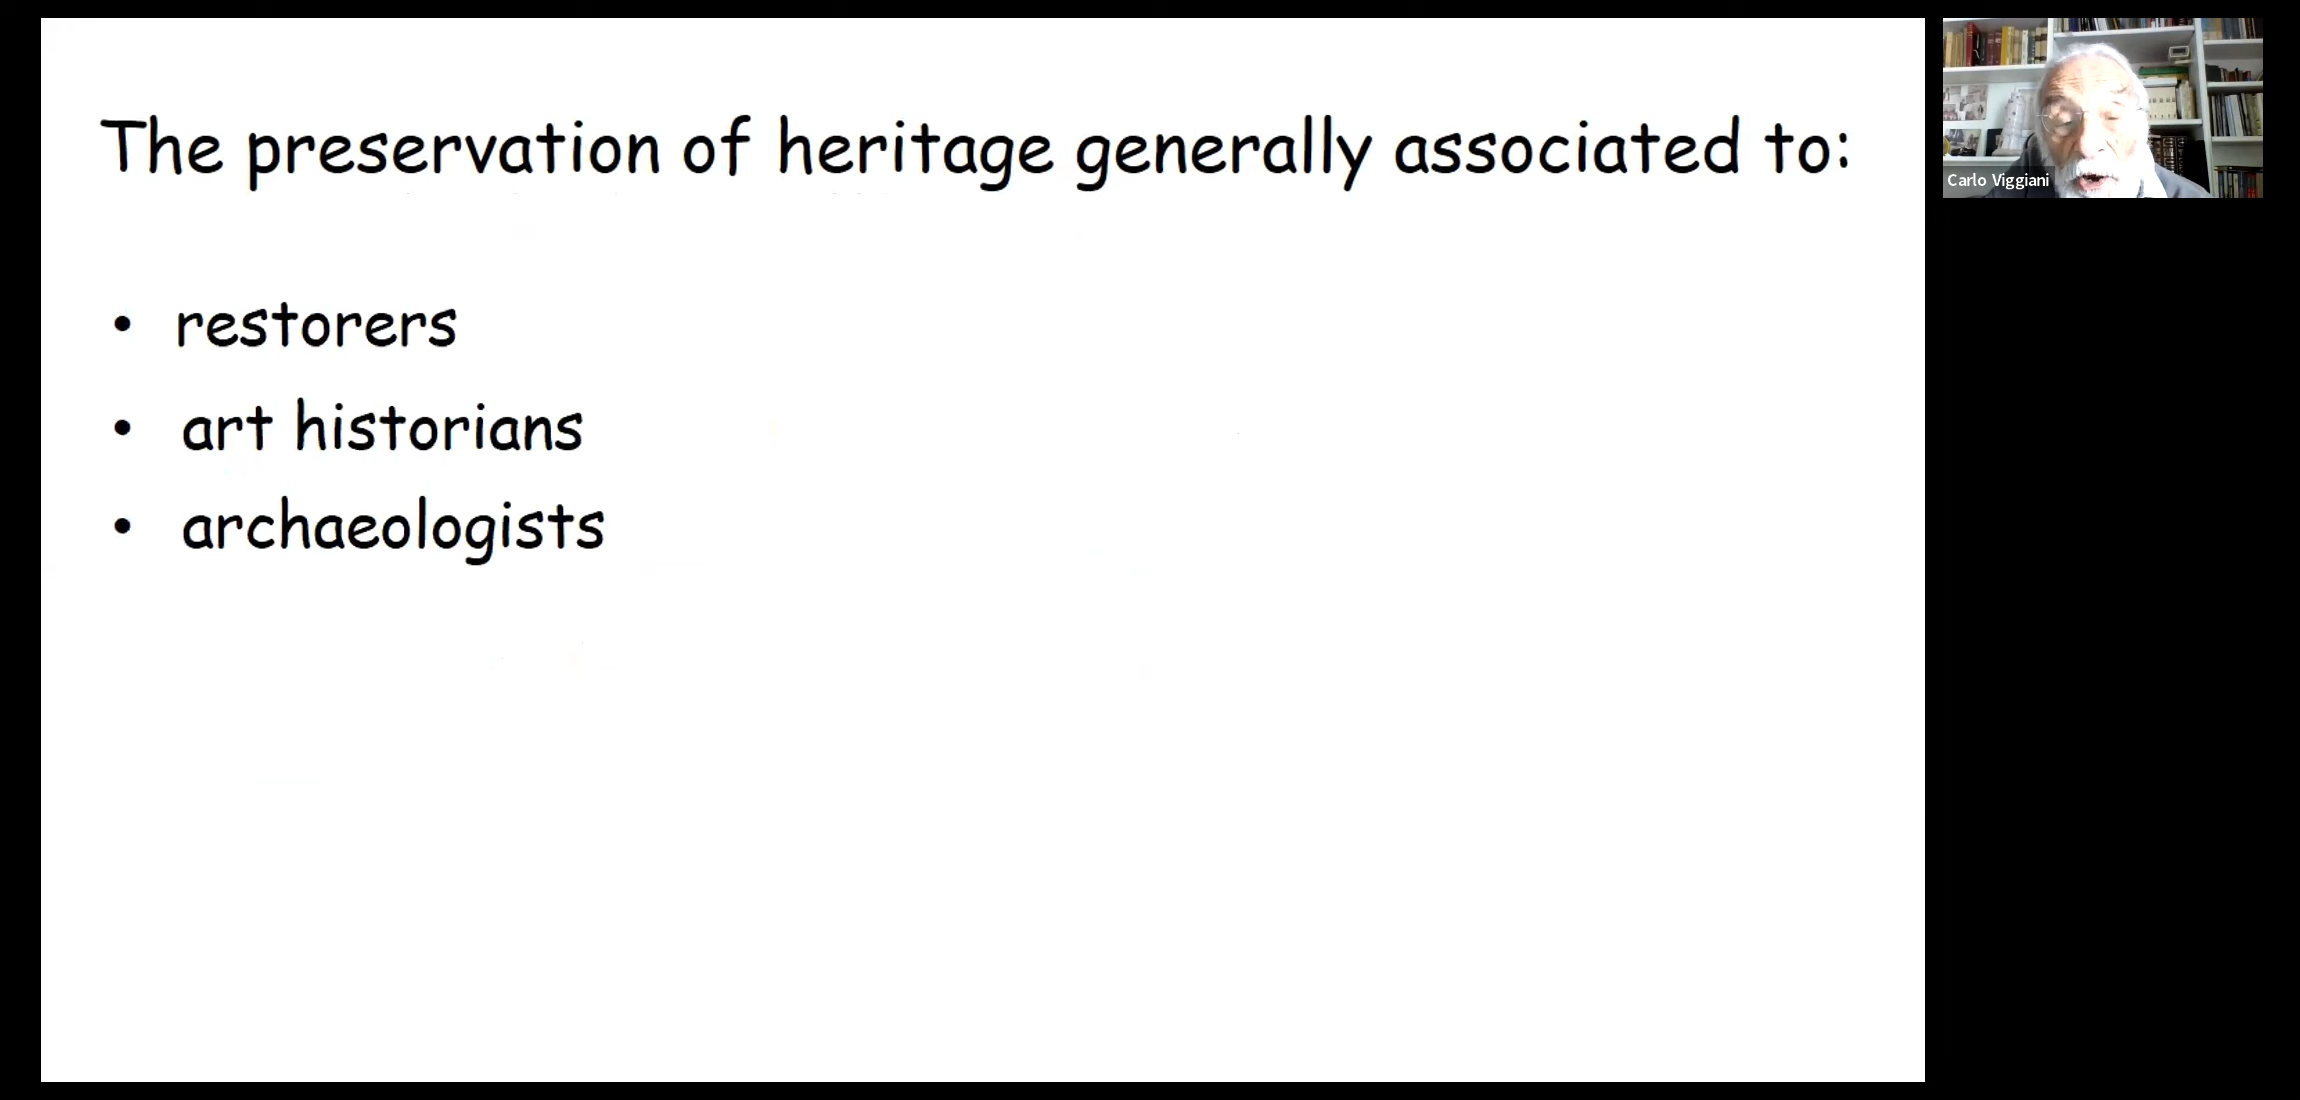 The preservation of heritage generally associated to:
• restorers
• art historians
• archaeologists
Carlo Viggiani